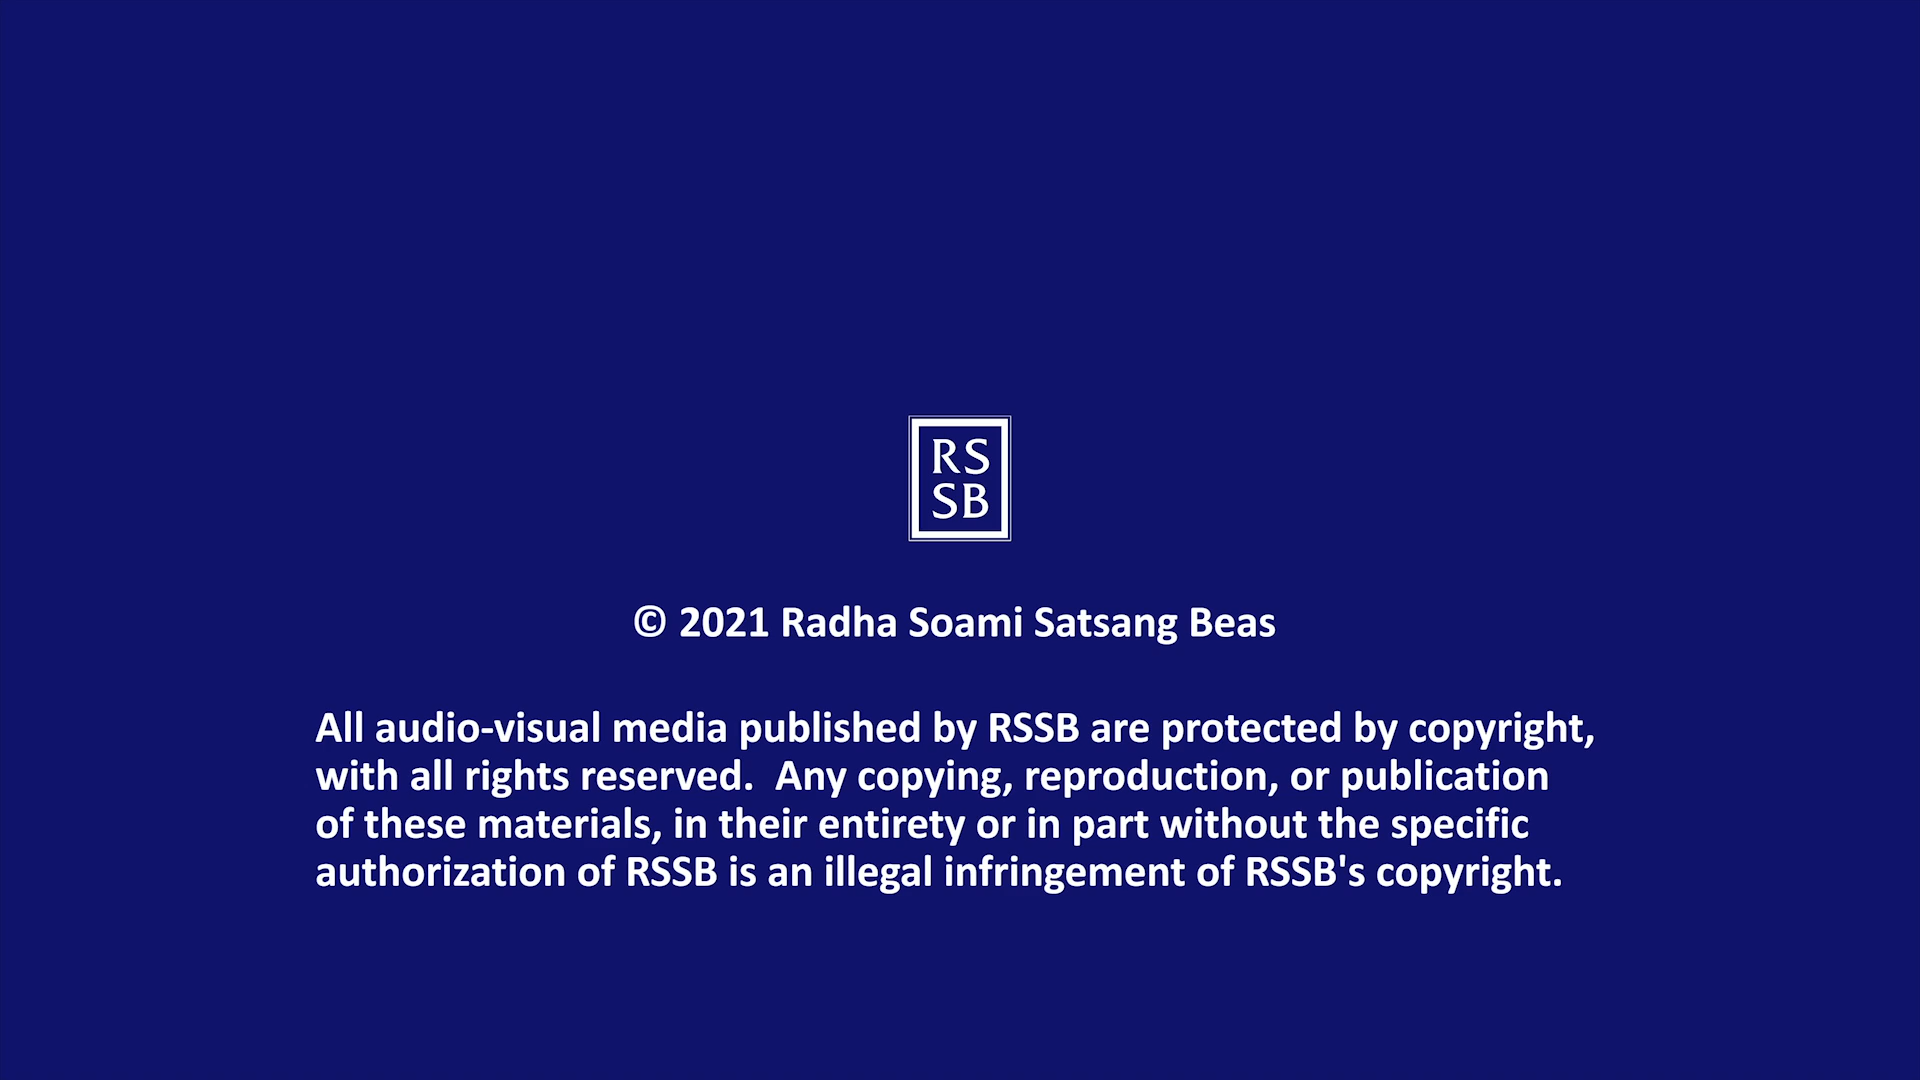 RS
SB
© 2021 Radha Soami Satsang Beas
All audio-visual media published by RSSB are protected by copyright,
with all rights reserved.  Any copying, reproduction, or publication
of these materials, in their entirety or in part without the specific
authorization of RSSB is an illegal infringement of RSSB's copyright.